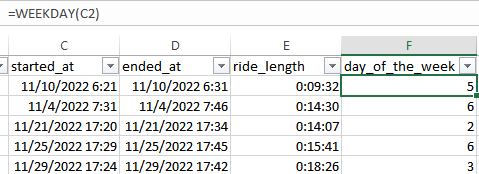 =WEEKDAY(C2)
C D E F
started_at ended_at ride_length day_of_the_week
11/10/2022 6:21 11/10/2022 6:31 0:09:32 5
11/4/2022 7:31 11/4/2022 7:46 0:14:30 6
11/21/2022 17:20 11/21/2022 17:34 0:14:07 2
11/25/2022 17:29 11/25/2022 17:45 0:15:41 6
11/29/2022 17:24 11/29/2022 17:42 0:18:26 3